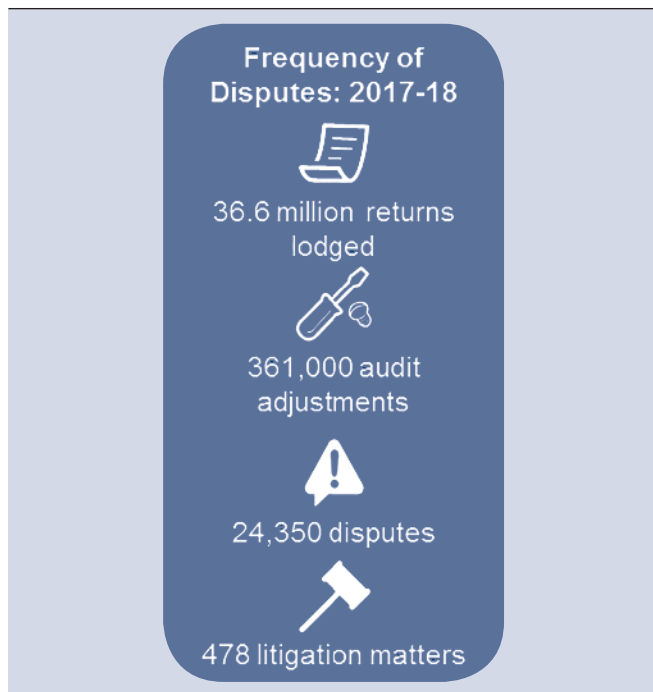 Frequency of
Disputes: 2017-18
36.6 million returns
lodged
361,000 audit
adjustments
24,350 disputes
478 litigation matters